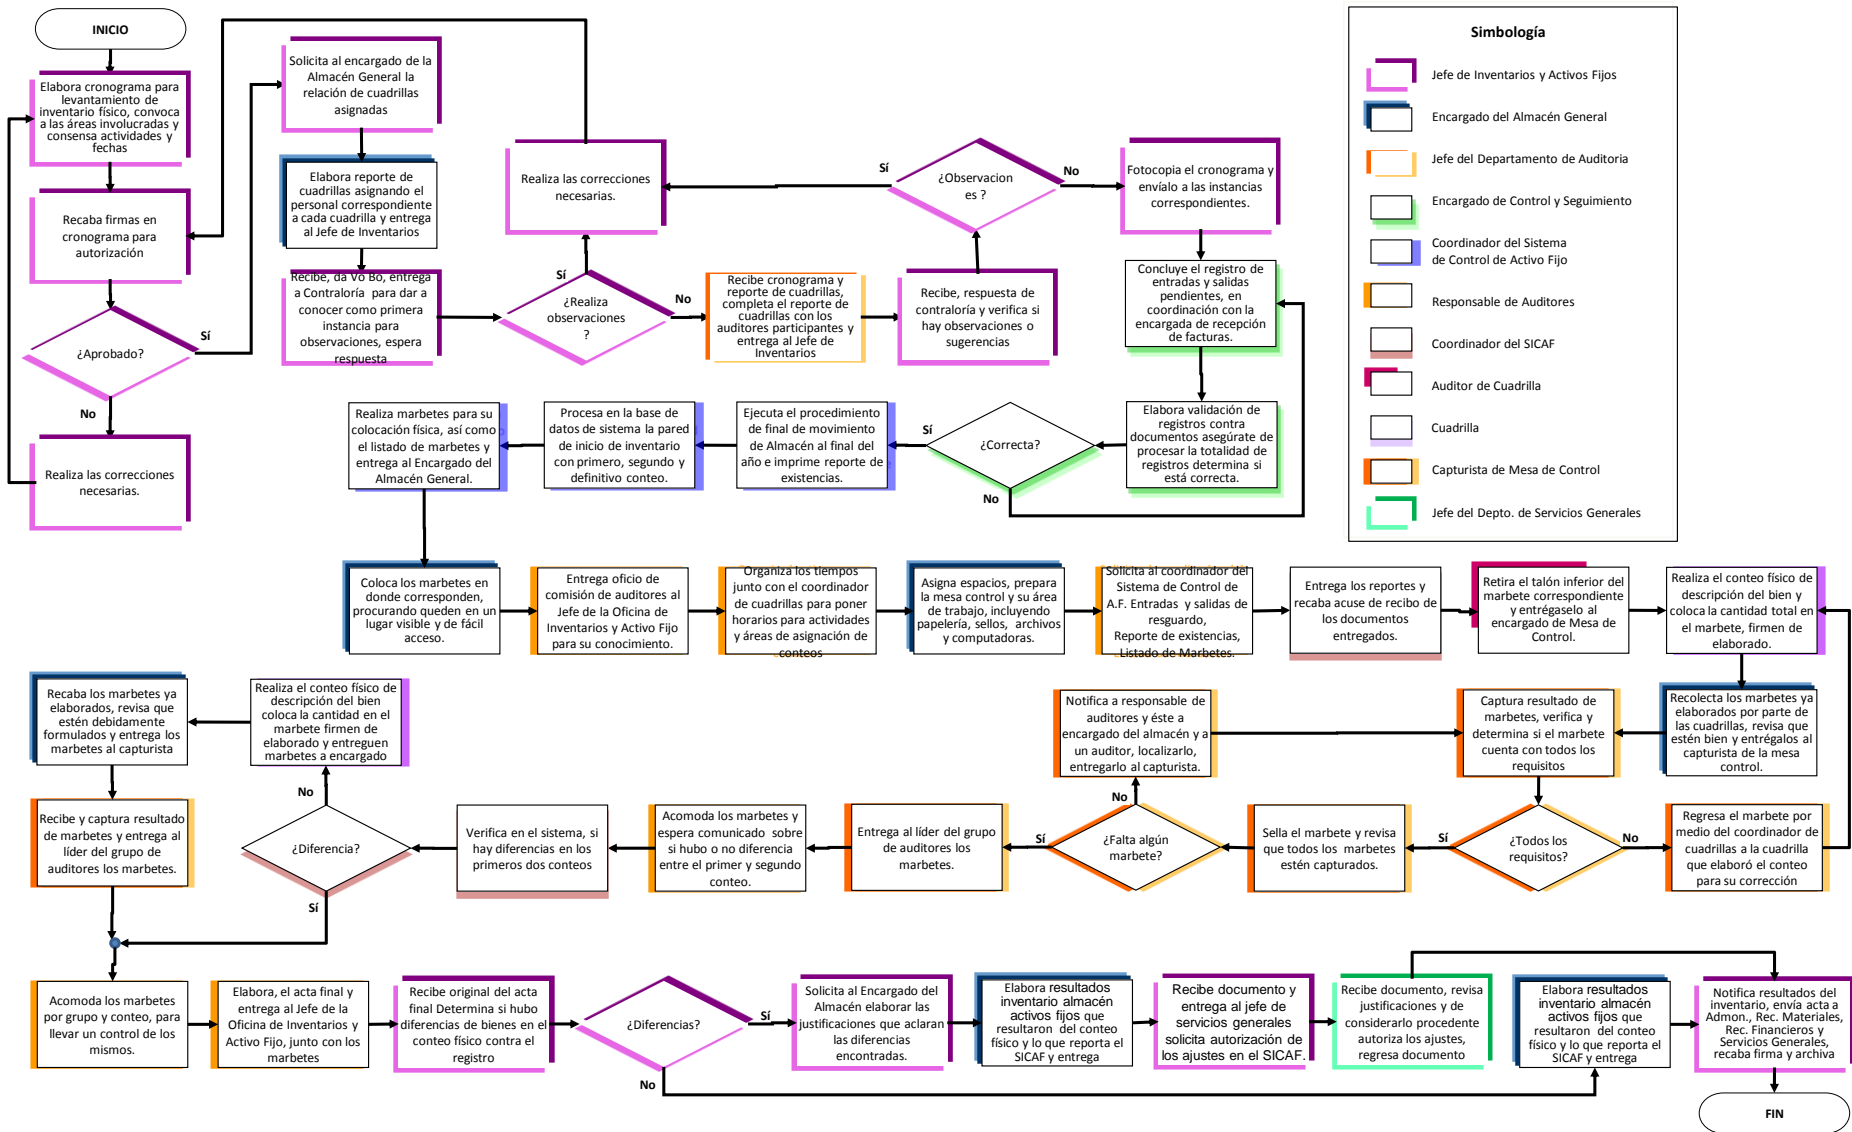 INICIO
Elabora cronograma para
levantamiento de
inventario físico, convoca
a las áreas involucradas y
consensa actividades y
fechas
Recaba firmas en
cronograma para
autorización
¿Aprobado?
Sí
No
Realiza las correcciones
necesarias.
Solicita al encargado de la
Almacén General la
relación de cuadrillas
asignadas
Elabora reporte de
cuadrillas asignando el
personal correspondiente
a cada cuadrilla y entrega
al Jefe de Inventarios
Recibe, da Vo Bo, entrega
a Contraloría para dar a
conocer como primera
instancia para
observaciones, espera
respuesta
¿Realiza
observaciones
?
Sí
No
Realiza las correcciones
necesarias.
Recibe cronograma y
reporte de cuadrillas,
completa el reporte de
cuadrillas con los
auditores participantes y
entrega al Jefe de
Inventarios
Recibe, respuesta de
contraloría y verifica si
hay observaciones o
sugerencias
¿Observacion
es ?
Sí
No
Fotocopia el cronograma y
envíalo a las instancias
correspondientes.
Concluye el registro de
entradas y salidas
pendientes, en
coordinación con la
encargada de recepción
de facturas.
Elabora validación de
registros contra
documentos asegúrate de
procesar la totalidad de
registros determina si
está correcta.
¿Correcta?
Sí
No
Ejecuta el procedimiento
de final de movimiento
de Almacén al final del
año e imprime reporte de
existencias.
Procesa en la base de
datos de sistema la pared
de inicio de inventario
con primero, segundo y
definitivo conteo.
Realiza marbetes para su
colocación física, así como
el listado de marbetes y
entrega al Encargado del
Almacén General.
Simbología
Jefe de Inventarios y Activos Fijos
Encargado del Almacén General
Jefe del Departamento de Auditoria
Encargado de Control y Seguimiento
Coordinador del Sistema
de Control de Activo Fijo
Responsable de Auditores
Coordinador del SICAF
Auditor de Cuadrilla
Cuadrilla
Capturista de Mesa de Control
Jefe del Depto. de Servicios Generales
Coloca los marbetes en
donde corresponden,
procurando queden en un
lugar visible y de fácil
acceso.
Entrega oficio de
comisión de auditores al
Jefe de la Oficina de
Inventarios y Activo Fijo
para su conocimiento.
Organiza los tiempos
junto con el coordinador
de cuadrillas para poner
horarios para actividades
y áreas de asignación de
conteos
Asigna espacios, prepara
la mesa control y su área
de trabajo, incluyendo
papelería, sellos, archivos
y computadoras.
Solicita al coordinador del
Sistema de Control de
A.F. Entradas y salidas de
resguardo,
Reporte de existencias,
Listado de Marbetes.
Entrega los reportes y
recaba acuse de recibo de
los documentos
entregados.
Retira el talón inferior del
marbete correspondiente
y entrégaselo al
encargado de Mesa de
Control.
Realiza el conteo físico de
descripción del bien y
coloca la cantidad total en
el marbete, firmen de
elaborado.
Recolecta los marbetes ya
elaborados por parte de
las cuadrillas, revisa que
estén bien y entrégalos al
capturista de la mesa
control.
Captura resultado de
marbetes, verifica y
determina si el marbete
cuenta con todos los
requisitos
¿Todos los
requisitos?
Sí
No
Regresa el marbete por
medio del coordinador de
cuadrillas a la cuadrilla
que elaboró el conteo
para su corrección
Sella el marbete y revisa
que todos los marbetes
estén capturados.
¿Falta algún
marbete?
No
Sí
Notifica a responsable de
auditores y éste a
encargado del almacén y a
un auditor, localizarlo,
entregarlo al capturista.
Entrega al líder del grupo
de auditores los
marbetes.
Acomoda los marbetes y
espera comunicado sobre
si hubo o no diferencia
entre el primer y segundo
conteo.
Verifica en el sistema, si
hay diferencias en los
primeros dos conteos
¿Diferencia?
No
Sí
Realiza el conteo físico de
descripción del bien
coloca la cantidad en el
marbete firmen de
elaborado y entreguen
marbetes a encargado
Recaba los marbetes ya
elaborados, revisa que
estén debidamente
formulados y entrega los
marbetes al capturista
Recibe y captura resultado
de marbetes y entrega al
líder del grupo de
auditores los marbetes.
Acomoda los marbetes
por grupo y conteo, para
llevar un control de los
mismos.
Elabora, el acta final y
entrega al Jefe de la
Oficina de Inventarios y
Activo Fijo, junto con los
marbetes
Recibe original del acta
final Determina si hubo
diferencias de bienes en el
conteo físico contra el
registro
¿Diferencias?
Sí
No
Solicita al Encargado del
Almacén elaborar las
justificaciones que aclaran
las diferencias
encontradas.
Elabora resultados
inventario almacén
activos fijos que
resultaron del conteo
físico y lo que reporta el
SICAF y entrega
Recibe documento y
entrega al jefe de
servicios generales
solicita autorización de
los ajustes en el SICAF.
Recibe documento, revisa
justificaciones y de
considerarlo procedente
autoriza los ajustes,
regresa documento
Elabora resultados
inventario almacén
activos fijos que
resultaron del conteo
físico y lo que reporta el
SICAF y entrega
Notifica resultados del
inventario, envía acta a
Admon., Rec. Materiales,
Rec. Financieros y
Servicios Generales,
recaba firma y archiva
FIN